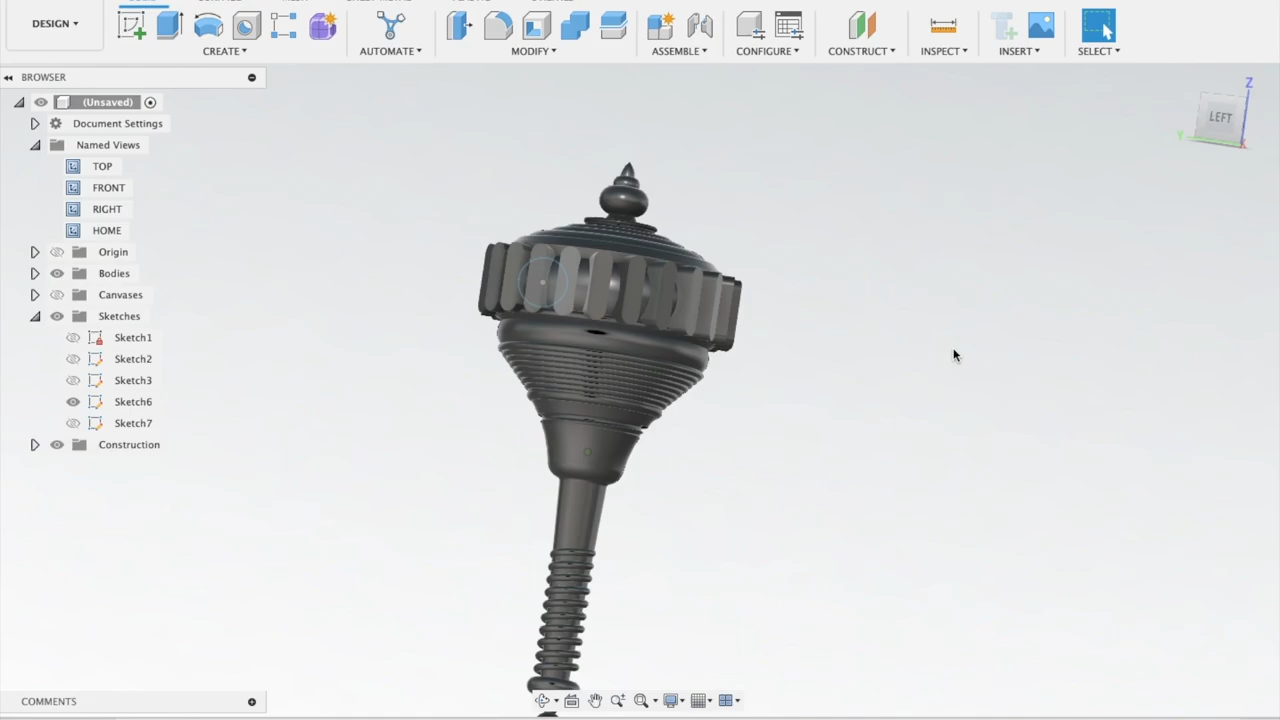 DESIGN
CREATE
AUTOMATE
MODIFY
ASSEMBLE
CONFIGURE
CONSTRUCT
INSPECT
INSERT
SELECT
BROWSER
(Unsaved)
Document Settings
Named Views
TOP
FRONT
RIGHT
HOME
Origin
Bodies
Canvases
Sketches
Sketch1
Sketch2
Sketch3
Sketch6
Sketch7
Construction
Z
LEFT
Y
COMMENTS